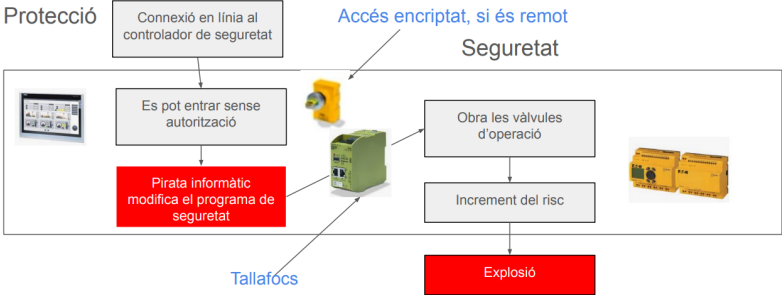 Protecció
Connexió en línia al
controlador de seguretat
Accés encriptat, si és remot
Seguretat
Es pot entrar sense
autorització
Obra les vàlvules
d'operació
Pirata informàtic
modifica el programa de
seguretat
Increment del risc
Tallafocs
Explosió